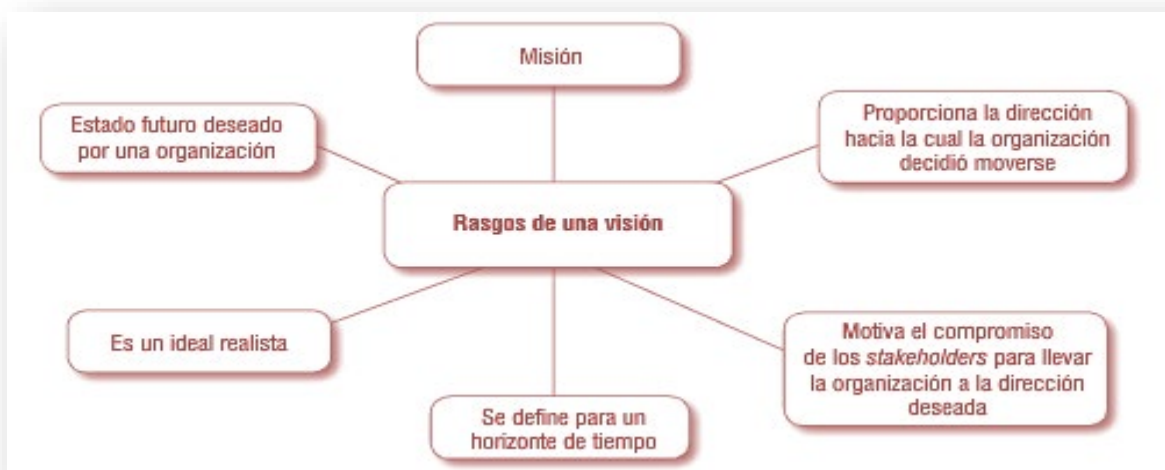 Misión
Estado futuro deseado
por una organización
Proporciona la dirección
hacia la cual la organización
decidió moverse
Rasgos de una visión
Es un ideal realista
Motiva el compromiso
de los stakeholders para llevar
la organización a la dirección
deseada
Se define para un
horizonte de tiempo